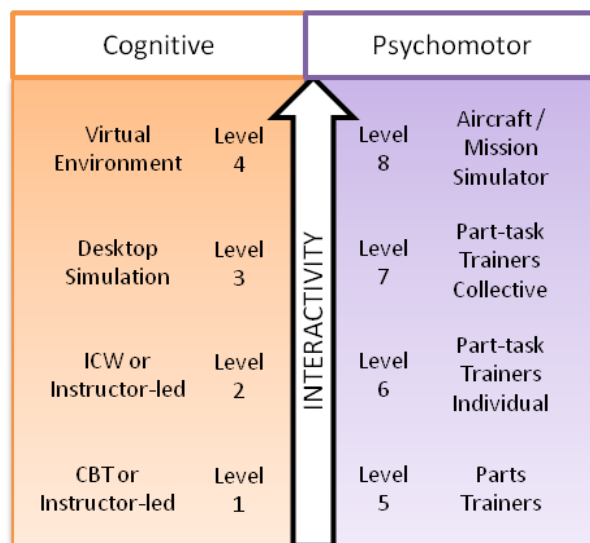 Cognitive
Psychomotor
Virtual
Environment
Level
4
Level
8
Aircraft /
Mission
Simulator
Desktop
Simulation
Level
3
Level
7
Part-task
Trainers
Collective
ICW or
Instructor-led
Level
2
Level
6
Part-task
Trainers
Individual
CBT or
Instructor-led
Level
1
Level
5
Parts
Trainers
INTERACTIVITY